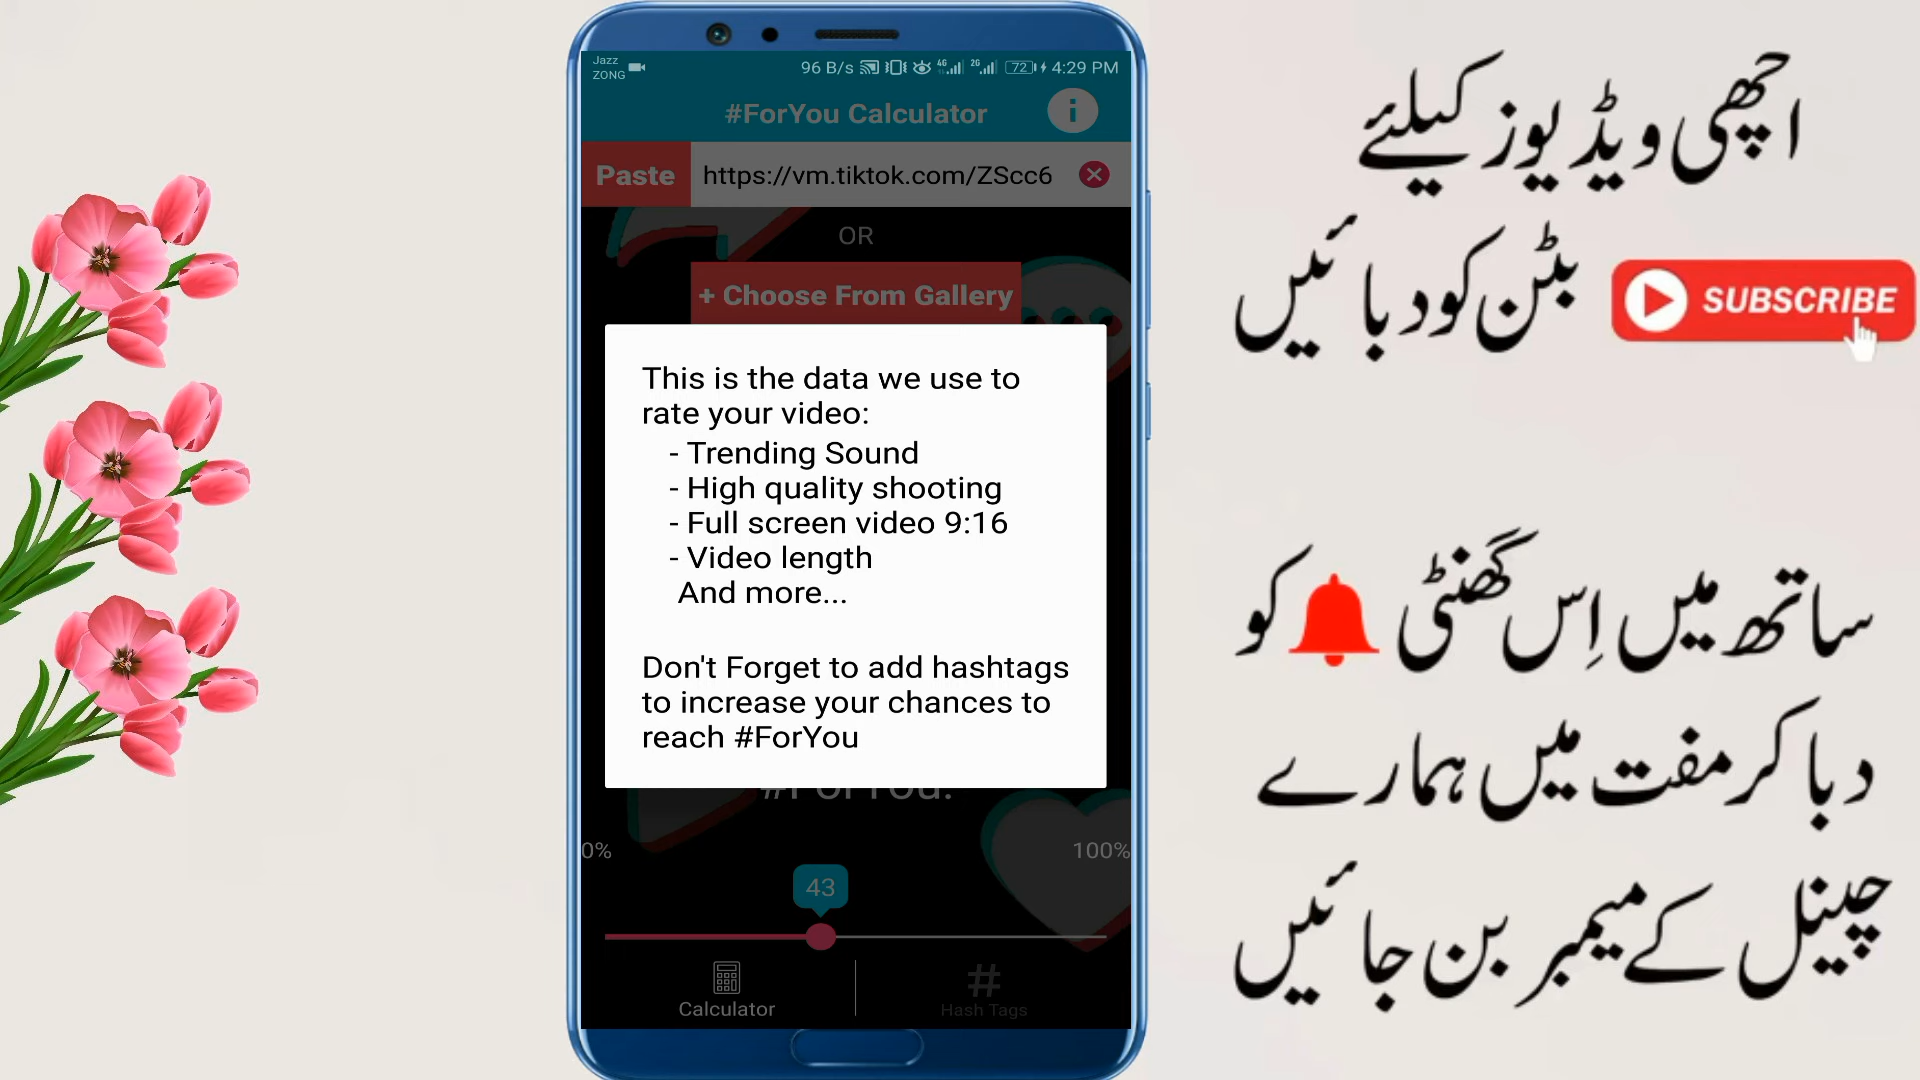 Jazz
ZONG
96 B/s 4G 2G 72 4:29 PM
#ForYou Calculator
i
Paste https://vm.tiktok.com/ZScc6
OR
+ Choose From Gallery
This is the data we use to
rate your video:
- Trending Sound
- High quality shooting
- Full screen video 9:16
- Video length
And more...
Don't Forget to add hashtags
to increase your chances to
reach #ForYou
#ForYou.
0% 100%
43
Calculator
# Hash Tags
اچھی ویڈیوز کیلئے
SUBSCRIBE بٹن کو دبائیں
ساتھ میں اِس گھنٹی کو
دبا کر مفت میں ہمارے
چینل کے میمبر بن جائیں